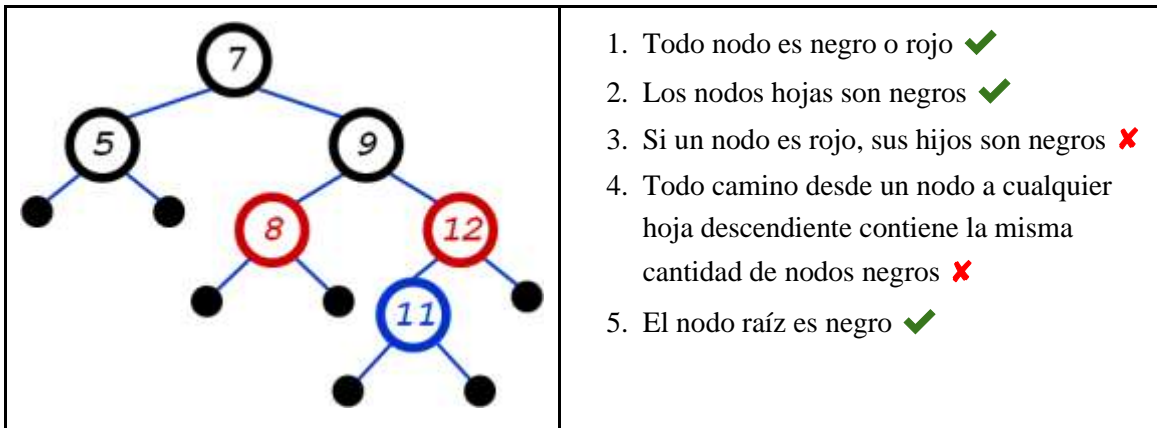 7
5
9
8
12
11
1. Todo nodo es negro o rojo ✔
2. Los nodos hojas son negros ✔
3. Si un nodo es rojo, sus hijos son negros ✘
4. Todo camino desde un nodo a cualquier
hoja descendiente contiene la misma
cantidad de nodos negros ✘
5. El nodo raíz es negro ✔